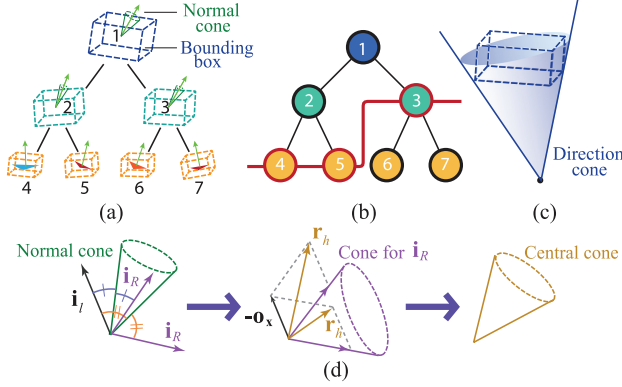 Normal
cone
Bounding
box
1
2
3
4
5
6
7
(a)
1
2
3
4
5
6
7
(b)
Direction
cone
(c)
Normal cone
i_l
i_R
i_R
r_h
Cone for i_R
-o_x
r_h
Central cone
(d)